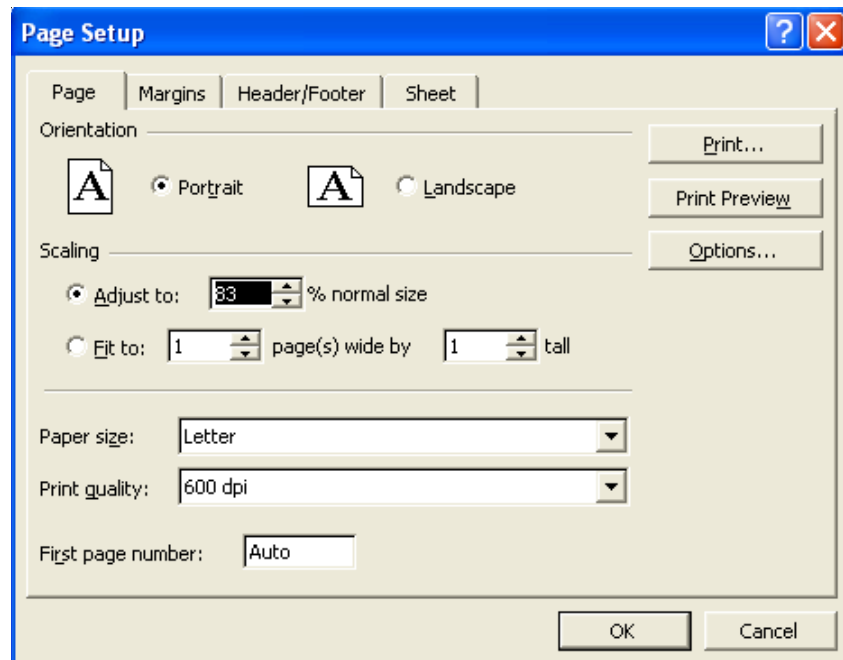 Page Setup
Page Margins Header/Footer Sheet
Orientation
Print...
A Portrait A Landscape
Print Preview
Scaling
Options...
Adjust to: 83 % normal size
Fit to: 1 page(s) wide by 1 tall
Paper size: Letter
Print quality: 600 dpi
First page number: Auto
OK Cancel